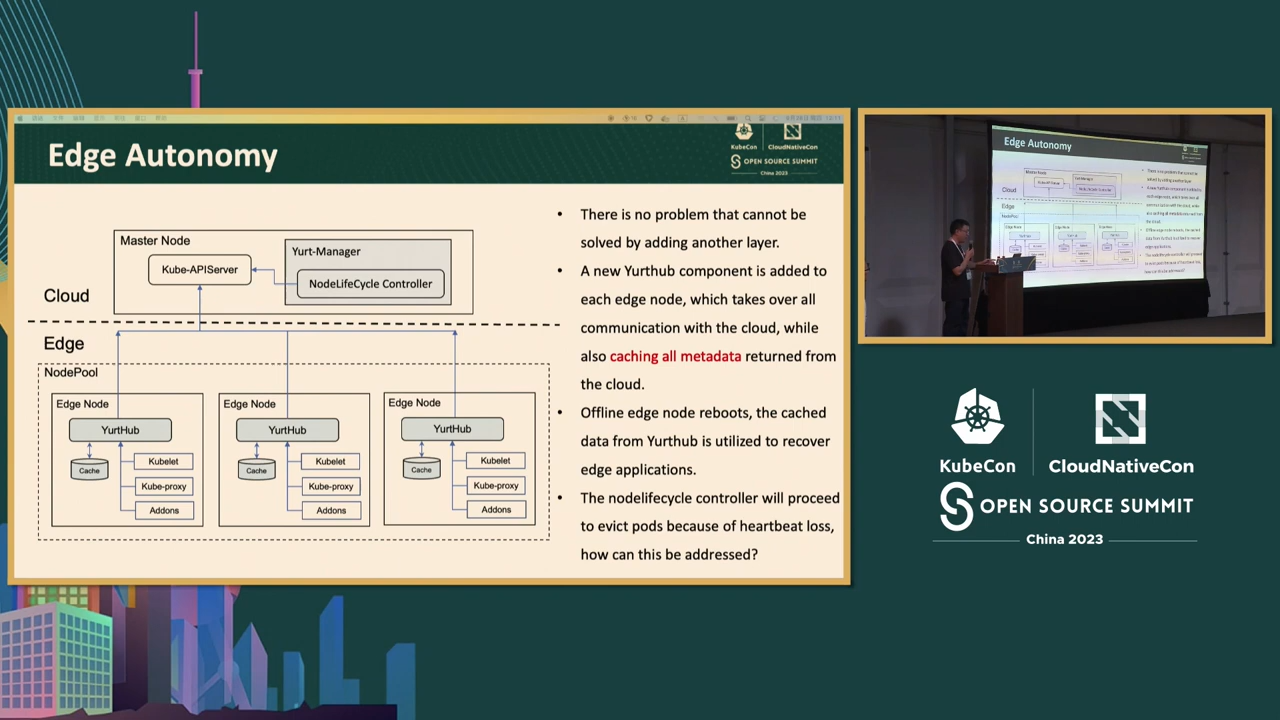 Edge Autonomy
KubeCon
CloudNativeCon
OPEN SOURCE SUMMIT
China 2023
Master Node
Kube-APIServer
Yurt-Manager
NodeLifeCycle Controller
Cloud
Edge
NodePool
Edge Node
YurtHub
Cache
Kubelet
Kube-proxy
Addons
Edge Node
YurtHub
Cache
Kubelet
Kube-proxy
Addons
Edge Node
YurtHub
Cache
Kubelet
Kube-proxy
Addons
• There is no problem that cannot be
solved by adding another layer.
• A new Yurthub component is added to
each edge node, which takes over all
communication with the cloud, while
also caching all metadata returned from
the cloud.
• Offline edge node reboots, the cached
data from Yurthub is utilized to recover
edge applications.
• The nodelifecycle controller will proceed
to evict pods because of heartbeat loss,
how can this be addressed?
Edge Autonomy
Cloud
Edge
NodePool
KubeCon
CloudNativeCon
OPEN SOURCE SUMMIT
China 2023